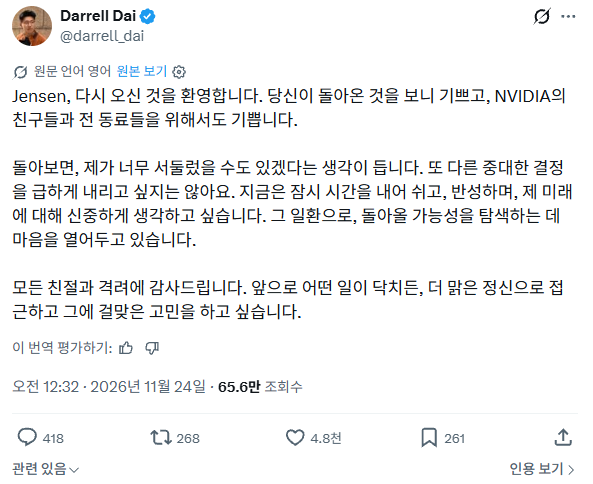 Darrell Dai
@darrell_dai
원문 언어 영어 원본 보기
Jensen, 다시 오신 것을 환영합니다. 당신이 돌아온 것을 보니 기쁘고, NVIDIA의
친구들과 전 동료들을 위해서도 기쁩니다.
돌아보면, 제가 너무 서둘렀을 수도 있겠다는 생각이 듭니다. 또 다른 중대한 결정
을 급하게 내리고 싶지는 않아요. 지금은 잠시 시간을 내어 쉬고, 반성하며, 제 미래
에 대해 신중하게 생각하고 싶습니다. 그 일환으로, 돌아올 가능성을 탐색하는 데
마음을 열어두고 있습니다.
모든 친절과 격려에 감사드립니다. 앞으로 어떤 일이 닥치든, 더 맑은 정신으로 접
근하고 그에 걸맞은 고민을 하고 싶습니다.
이 번역 평가하기:
오전 12:32 · 2026년 11월 24일 · 65.6만 조회수
418 268 4.8천 261
관련 있음 인용 보기